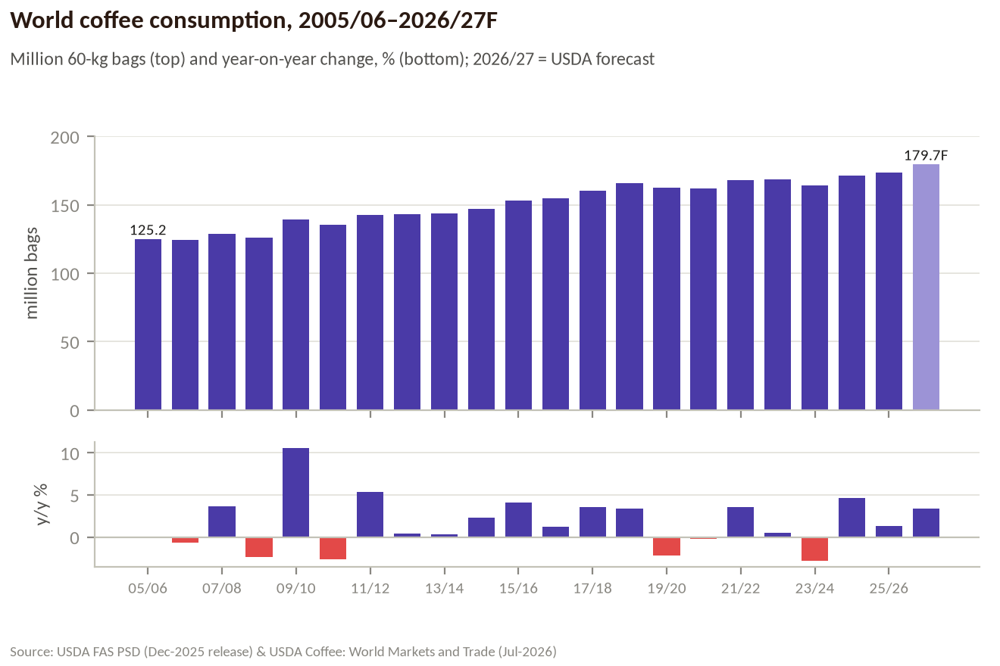 World coffee consumption, 2005/06–2026/27F
Million 60-kg bags (top) and year-on-year change, % (bottom); 2026/27 = USDA forecast
200
150
100
50
0
million bags
125.2
179.7F
10
5
0
y/y %
05/06 07/08 09/10 11/12 13/14 15/16 17/18 19/20 21/22 23/24 25/26
Source: USDA FAS PSD (Dec-2025 release) & USDA Coffee: World Markets and Trade (Jul-2026)